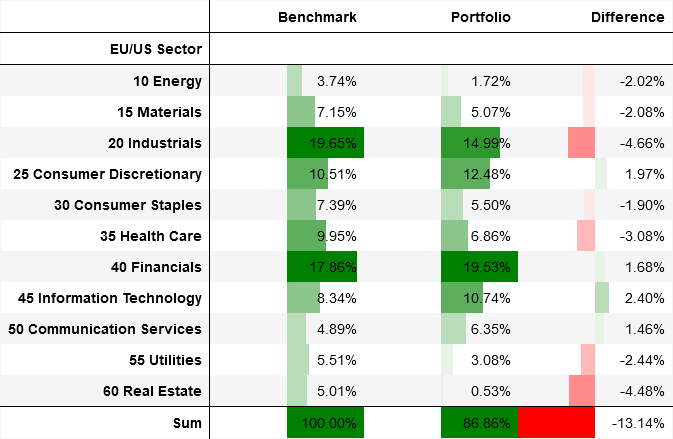 Benchmark Portfolio Difference
EU/US Sector
10 Energy 3.74% 1.72% -2.02%
15 Materials 7.15% 5.07% -2.08%
20 Industrials 19.65% 14.99% -4.66%
25 Consumer Discretionary 10.51% 12.48% 1.97%
30 Consumer Staples 7.39% 5.50% -1.90%
35 Health Care 9.95% 6.86% -3.08%
40 Financials 17.86% 19.53% 1.68%
45 Information Technology 8.34% 10.74% 2.40%
50 Communication Services 4.89% 6.35% 1.46%
55 Utilities 5.51% 3.08% -2.44%
60 Real Estate 5.01% 0.53% -4.48%
Sum 100.00% 86.86% -13.14%